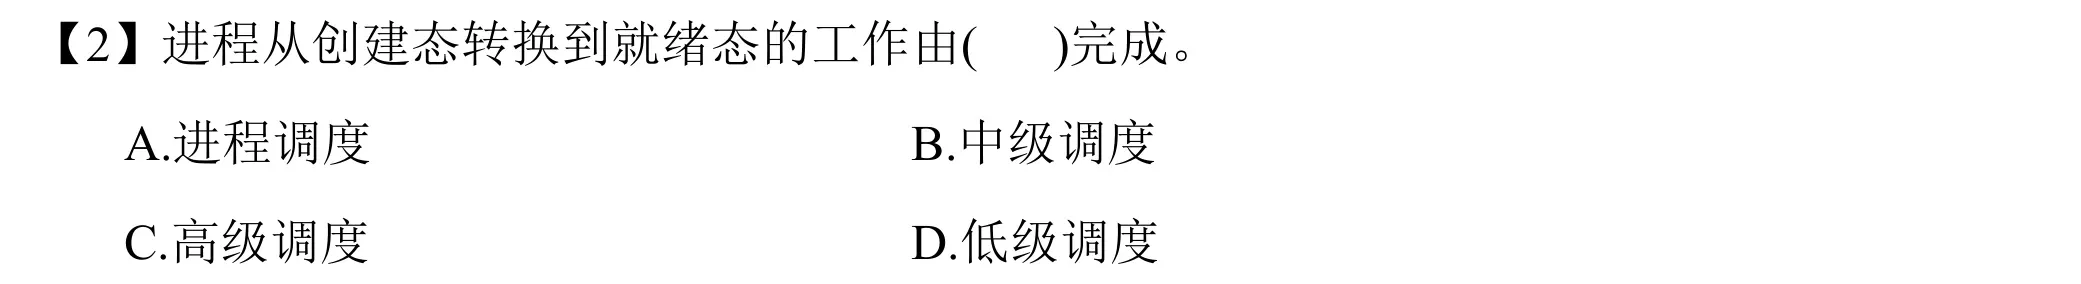 【2】进程从创建态转换到就绪态的工作由(  )完成。
A.进程调度 B.中级调度
C.高级调度 D.低级调度